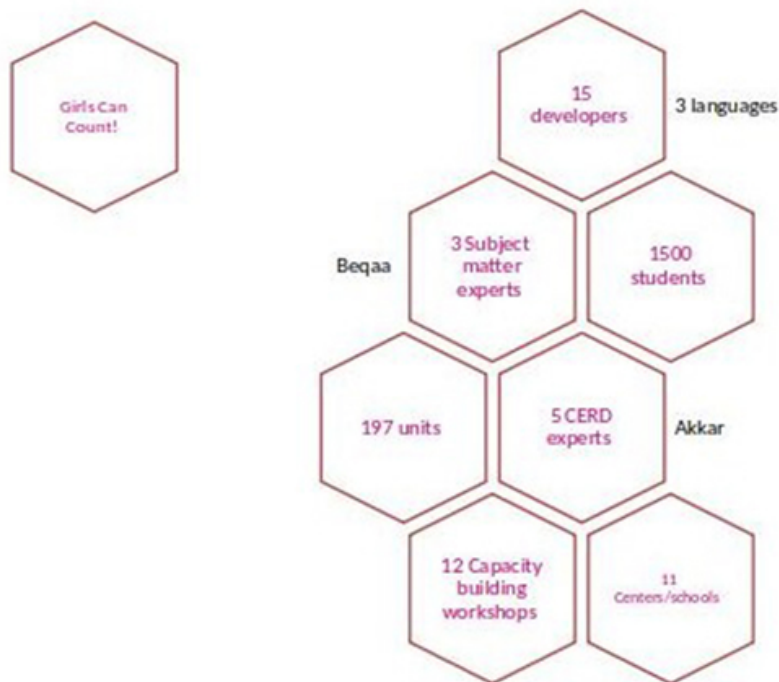 Girls Can
Count!
15
developers
3 languages
3 Subject
matter
experts
Beqaa
1500
students
197 units
5 CERD
experts
Akkar
12 Capacity
building
workshops
11
Centers/schools